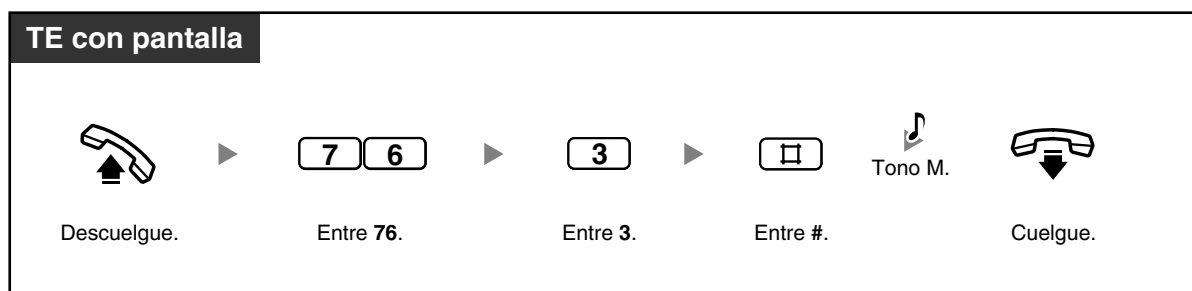 TE con pantalla
7 6 3 #
Tono M.
Descuelgue. Entre 76. Entre 3. Entre #. Cuelgue.